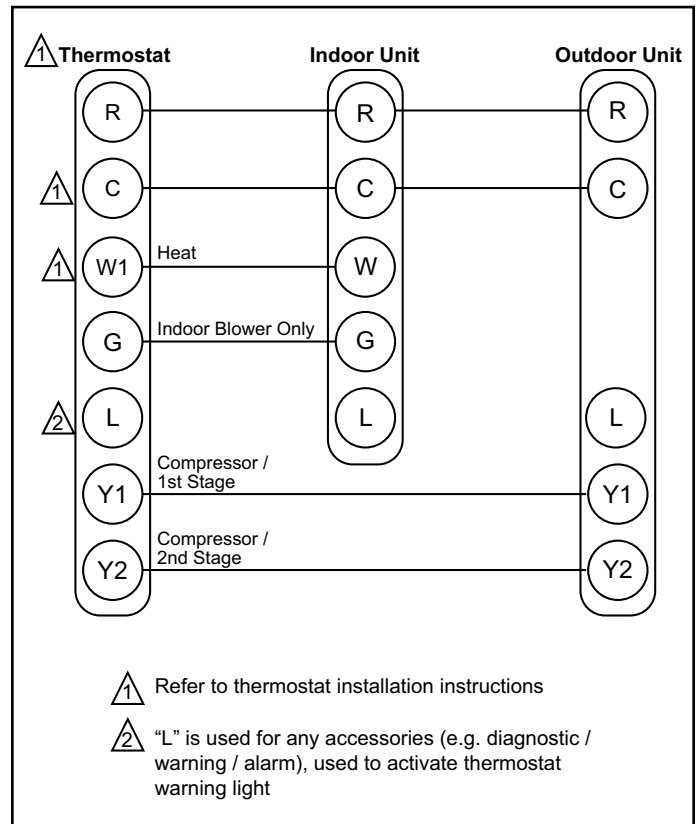 1 Thermostat Indoor Unit Outdoor Unit
R R R
1 C C C
1 W1 Heat W
G Indoor Blower Only G
2 L L L
Compressor /
1st Stage
Y1 Y1
Compressor /
2nd Stage
Y2 Y2
1 Refer to thermostat installation instructions
2 “L” is used for any accessories (e.g. diagnostic /
warning / alarm), used to activate thermostat
warning light